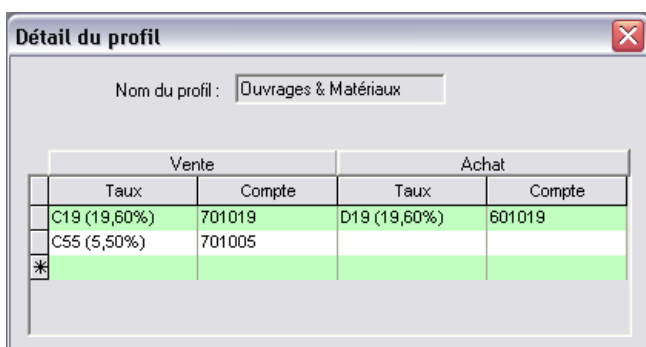 Détail du profil
Nom du profil : Ouvrages & Matériaux
Vente Achat
Taux Compte Taux Compte
C19 (19,60%) 701019 D19 (19,60%) 601019
C55 (5,50%) 701005